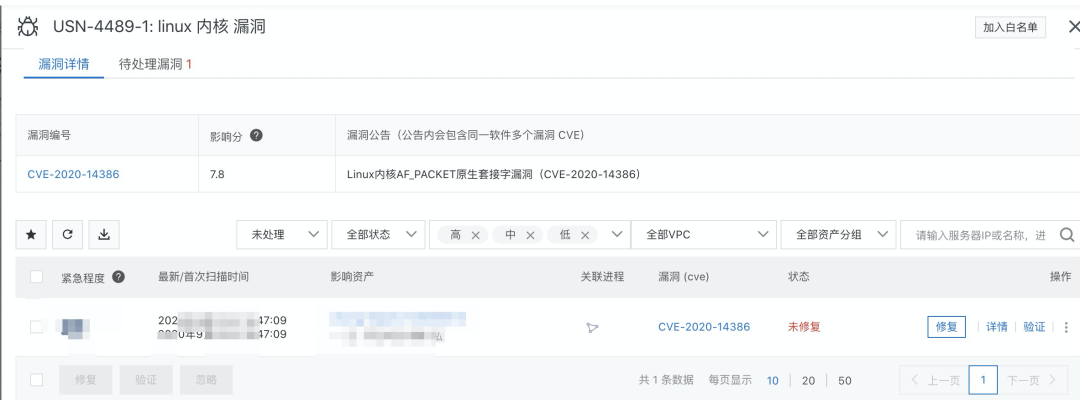 USN-4489-1: linux 内核 漏洞
加入白名单
漏洞详情 待处理漏洞 1
漏洞编号 影响分 ? 漏洞公告（公告内会包含同一软件多个漏洞 CVE）
CVE-2020-14386 7.8 Linux内核AF_PACKET原生套接字漏洞（CVE-2020-14386）
未处理 全部状态 高 中 低 全部VPC 全部资产分组 请输入服务器IP或名称，进
紧急程度 ? 最新/首次扫描时间 影响资产 关联进程 漏洞 (cve) 状态 操作
202 47:09
年9 47:09 私
CVE-2020-14386 未修复 修复 详情 验证
修复 验证 忽略 共 1 条数据 每页显示 10 20 50 上一页 1 下一页